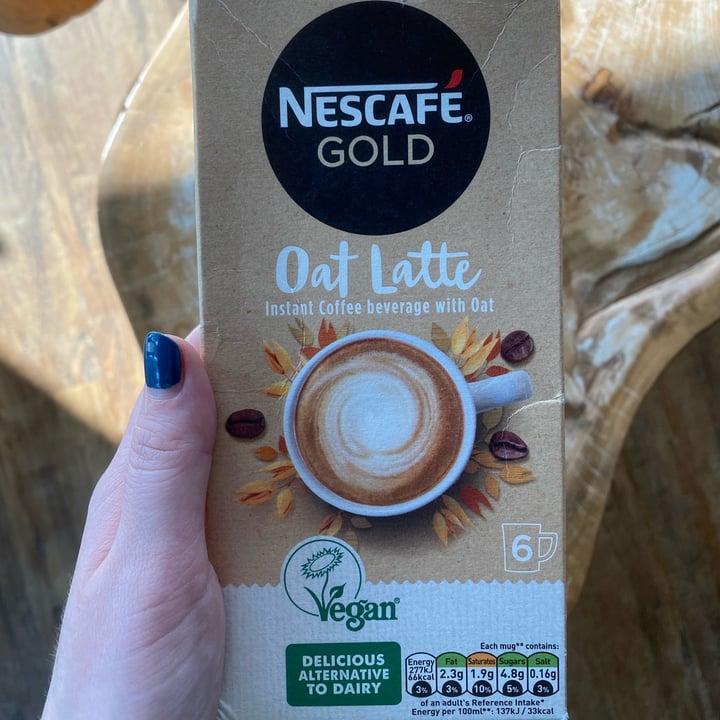 NESCAFÉ®
GOLD
Oat Latte
Instant Coffee beverage with Oat
6
Vegan®
DELICIOUS
ALTERNATIVE
TO DAIRY
Each mug** contains:
Energy Fat Saturates Sugars Salt
277kJ
66kcal 2.3g 1.9g 4.8g 0.16g
3% 3% 10% 5% 3%
of an adult's Reference Intake*
Energy per 100ml**: 137kJ / 33kcal